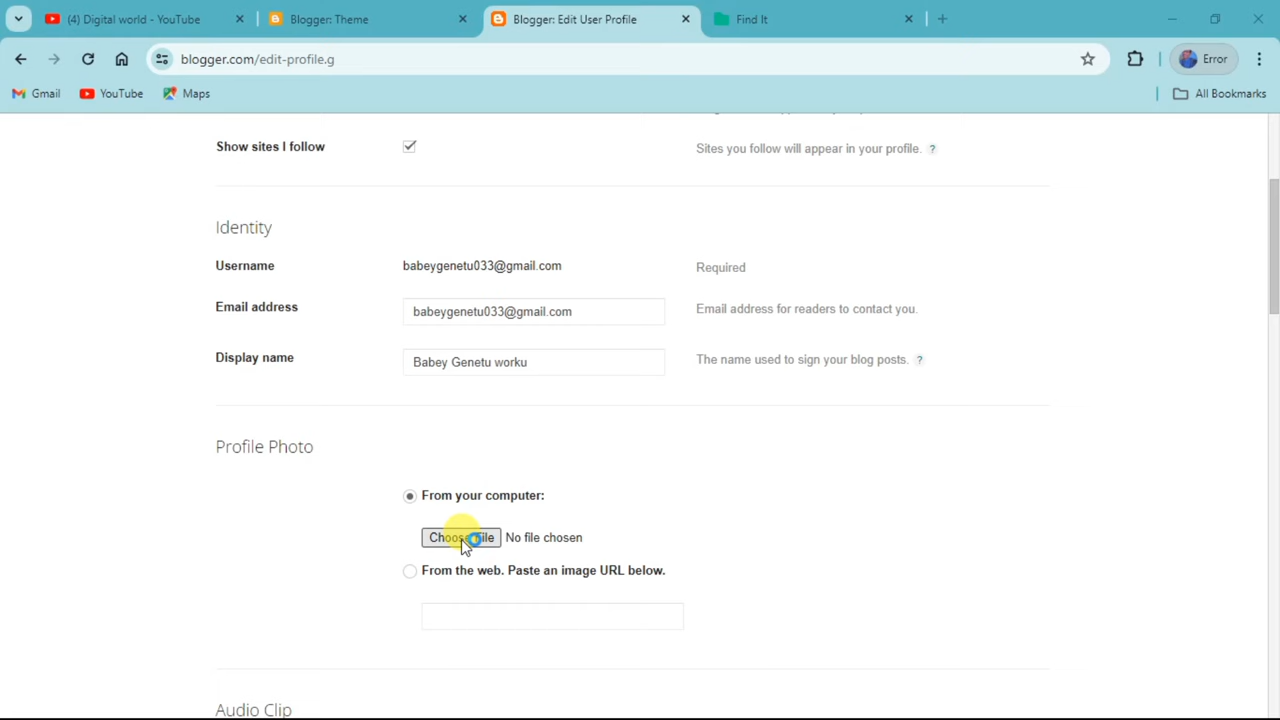 (4) Digital world - YouTube
Blogger: Theme
Blogger: Edit User Profile
Find It
blogger.com/edit-profile.g
Error
Gmail
YouTube
Maps
All Bookmarks
Show sites I follow
Sites you follow will appear in your profile. ?
Identity
Username
babeygenetu033@gmail.com
Required
Email address
babeygenetu033@gmail.com
Email address for readers to contact you.
Display name
Babey Genetu worku
The name used to sign your blog posts. ?
Profile Photo
From your computer:
Choose File No file chosen
From the web. Paste an image URL below.
Audio Clip